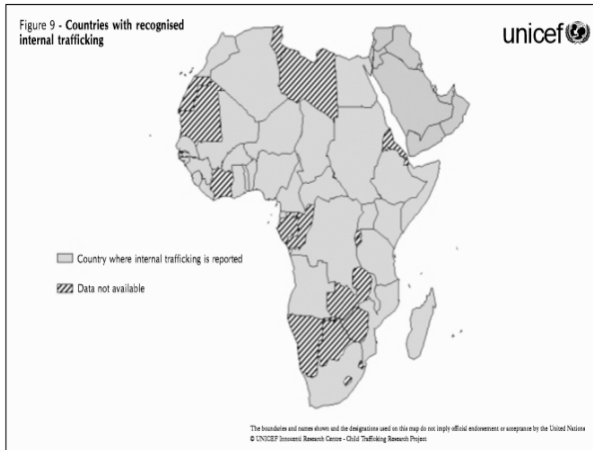 Figure 9 - Countries with recognised
internal trafficking
unicef
Country where internal trafficking is reported
Data not available
The boundaries and names shown and the designations used on this map do not imply official endorsement or acceptance by the United Nations
© UNICEF Innocenti Research Centre - Child Trafficking Research Project